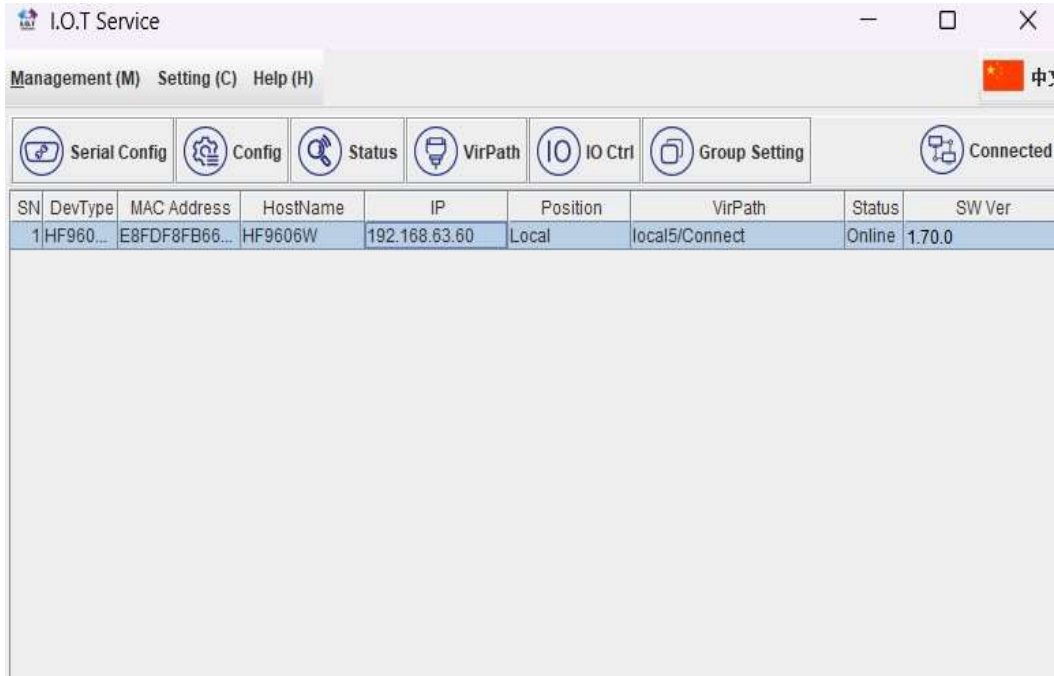 I.O.T Service
Management (M) Setting (C) Help (H) 中
Serial Config Config Status VirPath IO IO Ctrl Group Setting Connected
SN DevType MAC Address HostName IP Position VirPath Status SW Ver
1 HF960... E8FDF8FB66... HF9606W 192.168.63.60 Local local5/Connect Online 1.70.0